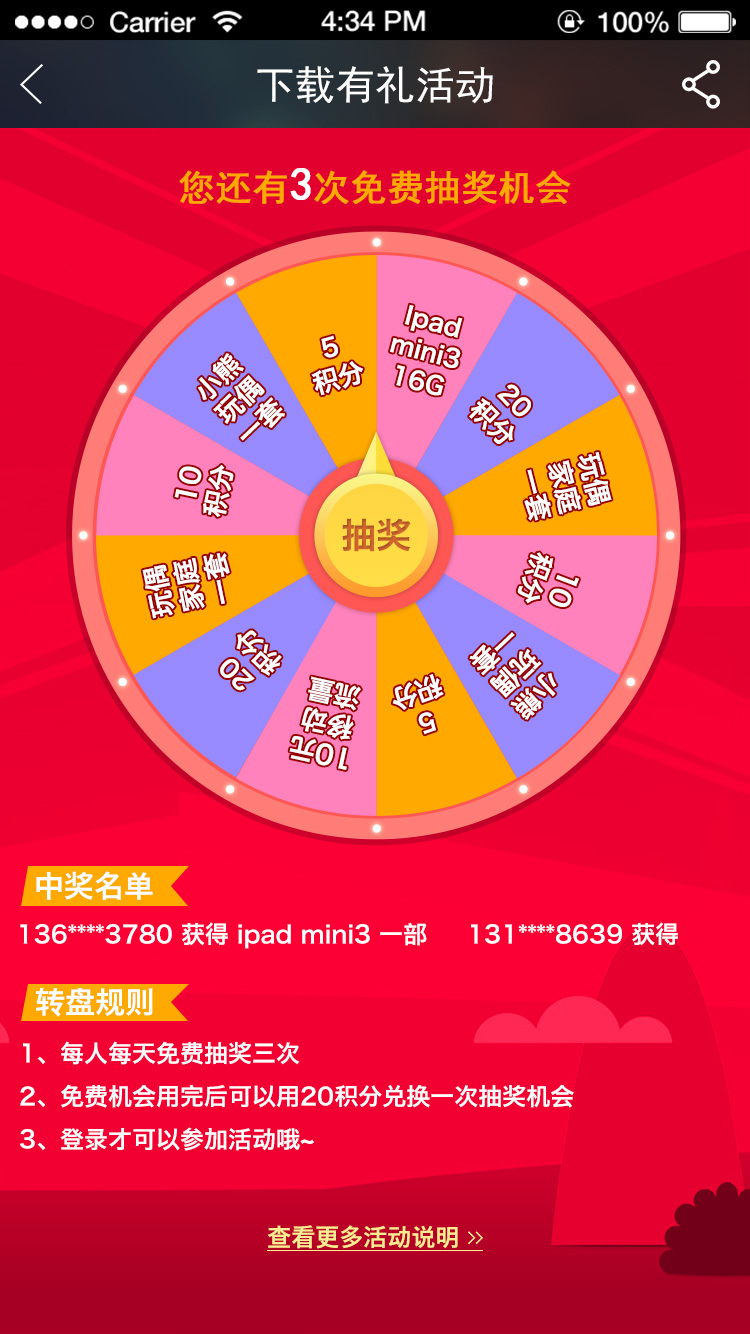 Carrier 4:34 PM 100%
下载有礼活动
您还有3次免费抽奖机会
Ipad
mini3
16G
20
积分
玩偶
家庭
一套
10
积分
小熊
玩偶
一套
5
积分
10元
移动
流量
20
积分
玩偶
家庭
一套
10
积分
小熊
玩偶
一套
5
积分
抽奖
中奖名单
136****3780 获得 ipad mini3 一部 131****8639 获得
转盘规则
1、每人每天免费抽奖三次
2、免费机会用完后可以用20积分兑换一次抽奖机会
3、登录才可以参加活动哦~
查看更多活动说明 »